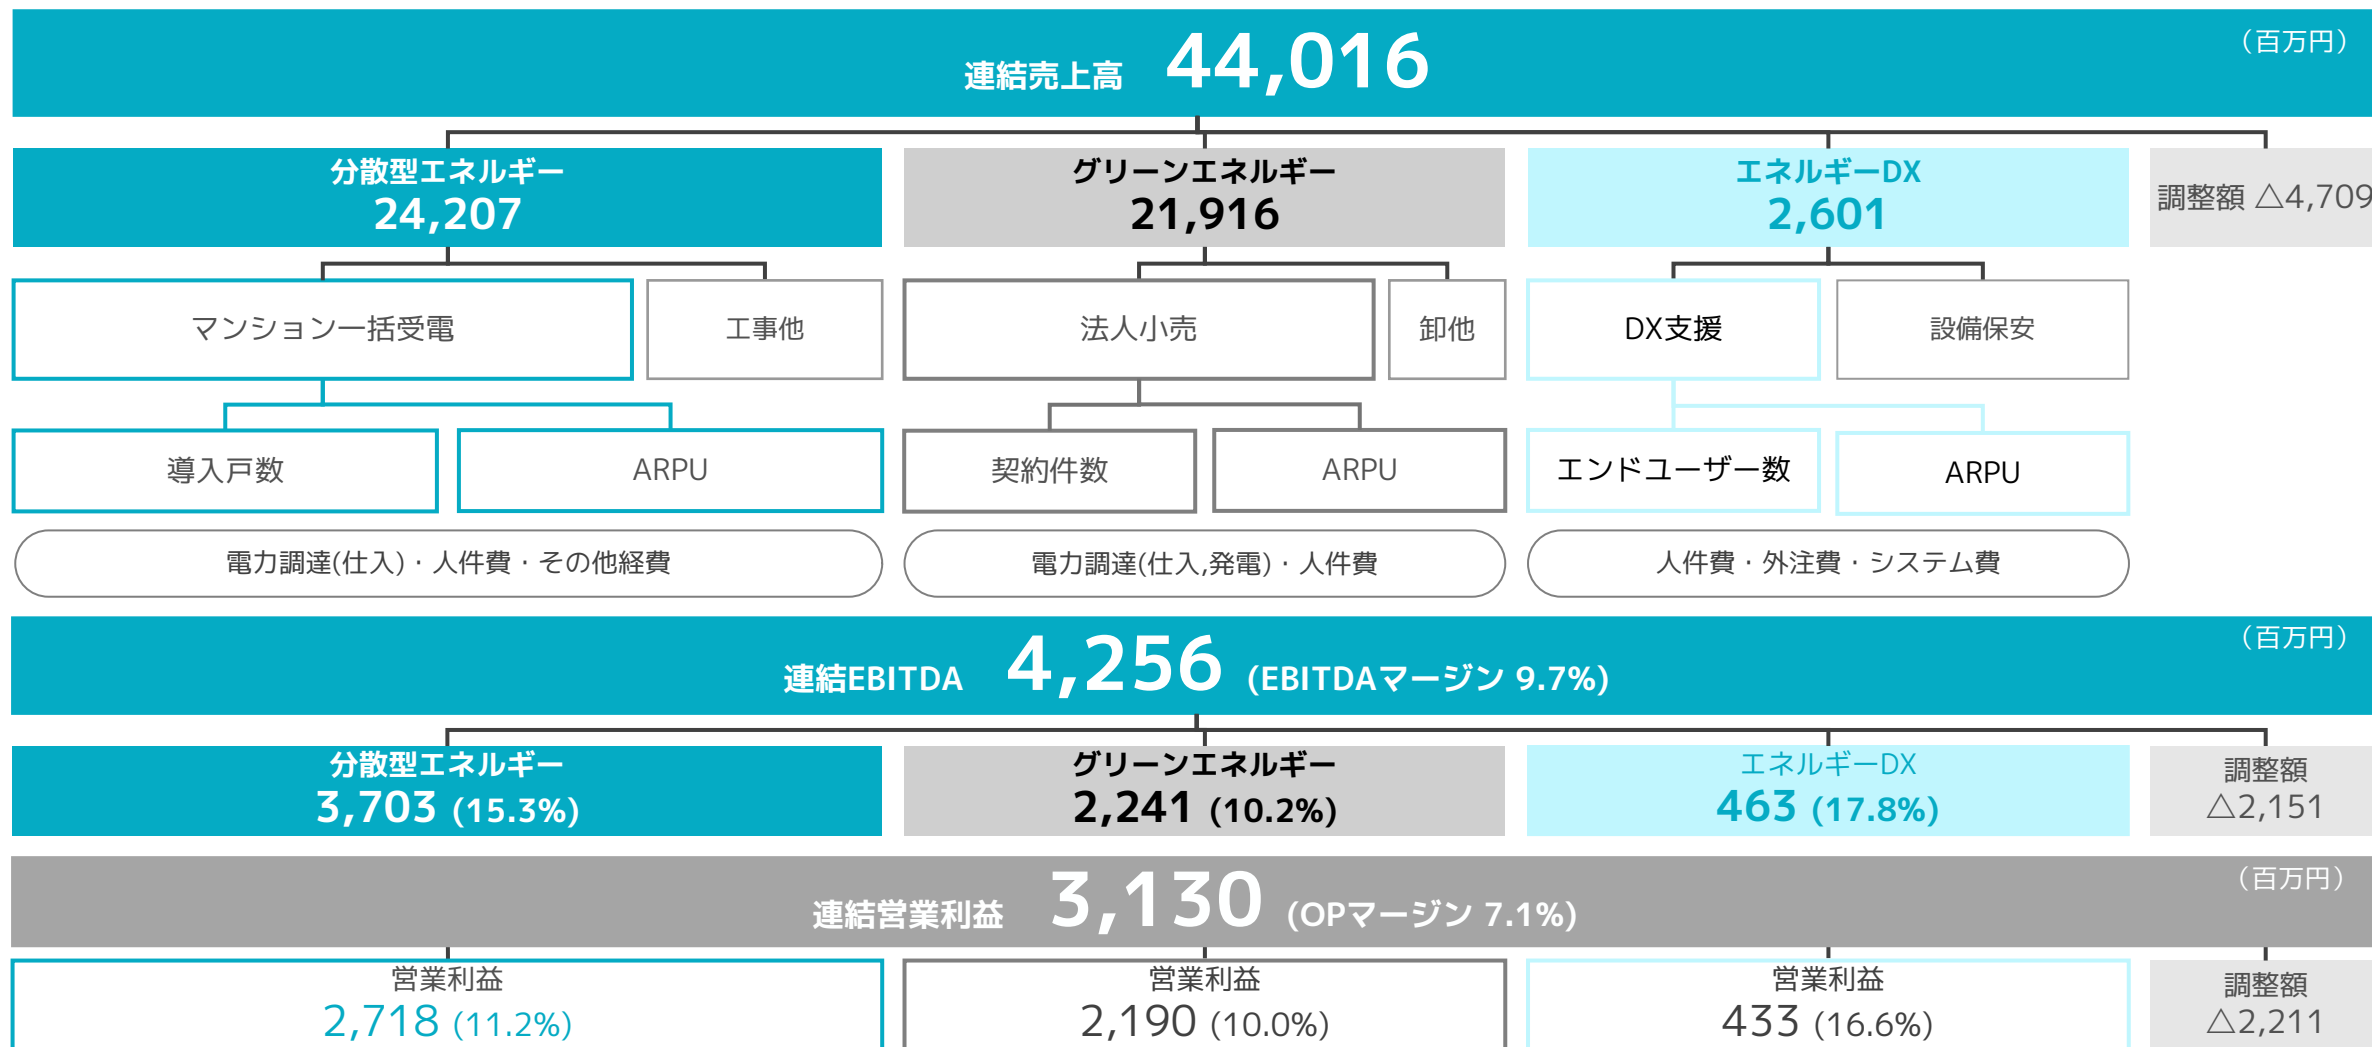 （百万円）
連結売上高 44,016
分散型エネルギー
24,207
グリーンエネルギー
21,916
エネルギーDX
2,601
調整額 △4,709
マンション一括受電
工事他
法人小売
卸他
DX支援
設備保安
導入戸数
ARPU
契約件数
ARPU
エンドユーザー数
ARPU
電力調達(仕入)・人件費・その他経費
電力調達(仕入,発電)・人件費
人件費・外注費・システム費
（百万円）
連結EBITDA 4,256 (EBITDAマージン 9.7%)
分散型エネルギー
3,703 (15.3%)
グリーンエネルギー
2,241 (10.2%)
エネルギーDX
463 (17.8%)
調整額
△2,151
（百万円）
連結営業利益 3,130 (OPマージン 7.1%)
営業利益
2,718 (11.2%)
営業利益
2,190 (10.0%)
営業利益
433 (16.6%)
調整額
△2,211